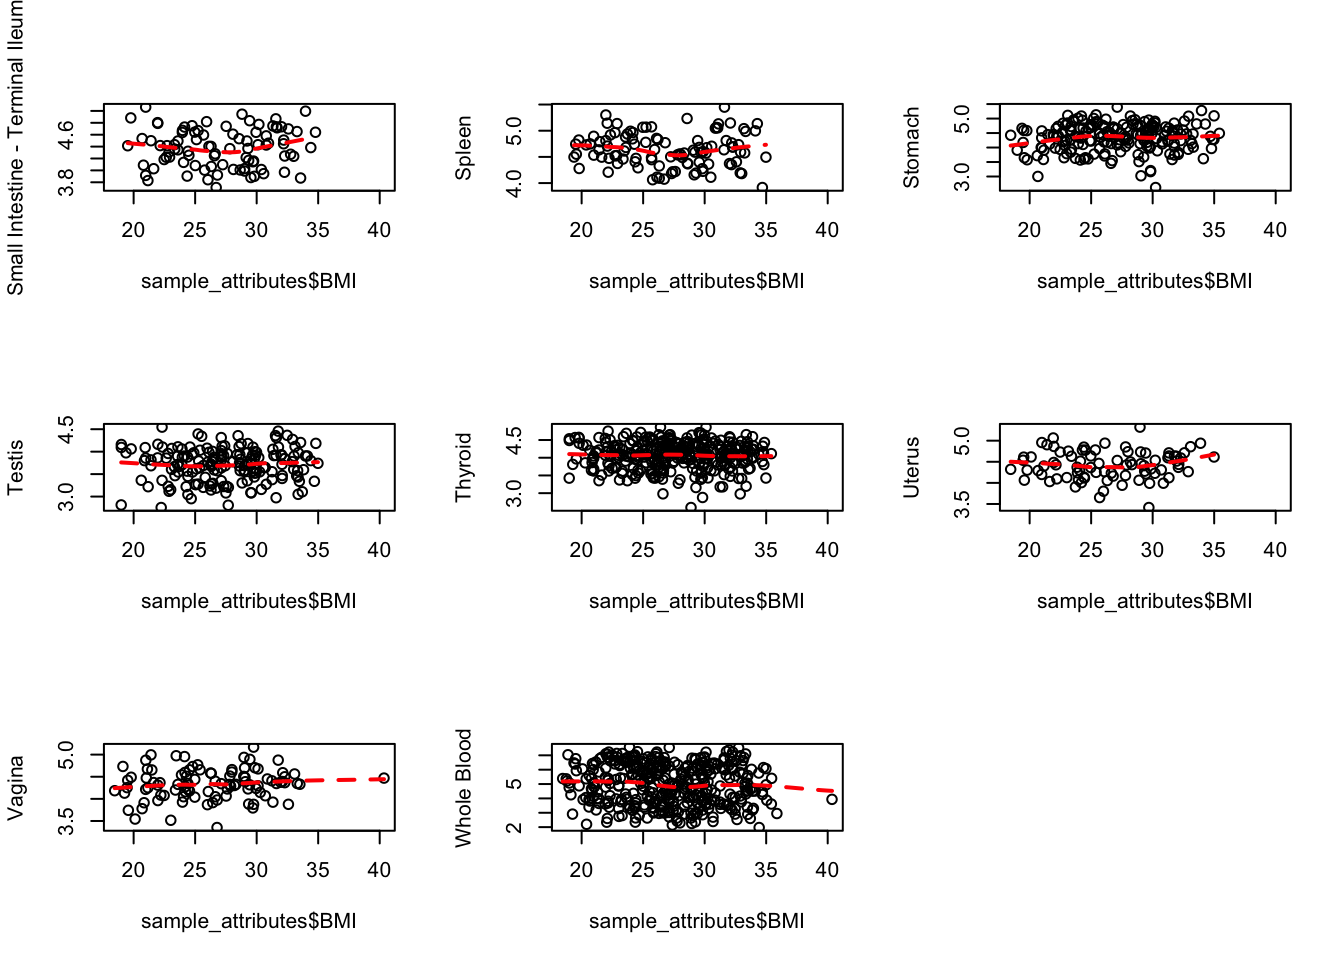 Small Intestine - Terminal Ileum
3.8 4.6
20 25 30 35 40
sample_attributes$BMI
Spleen
4.0 5.0
20 25 30 35 40
sample_attributes$BMI
Stomach
3.0 5.0
20 25 30 35 40
sample_attributes$BMI
Testis
3.0 4.5
20 25 30 35 40
sample_attributes$BMI
Thyroid
3.0 4.5
20 25 30 35 40
sample_attributes$BMI
Uterus
3.5 5.0
20 25 30 35 40
sample_attributes$BMI
Vagina
3.5 5.0
20 25 30 35 40
sample_attributes$BMI
Whole Blood
2 5
20 25 30 35 40
sample_attributes$BMI